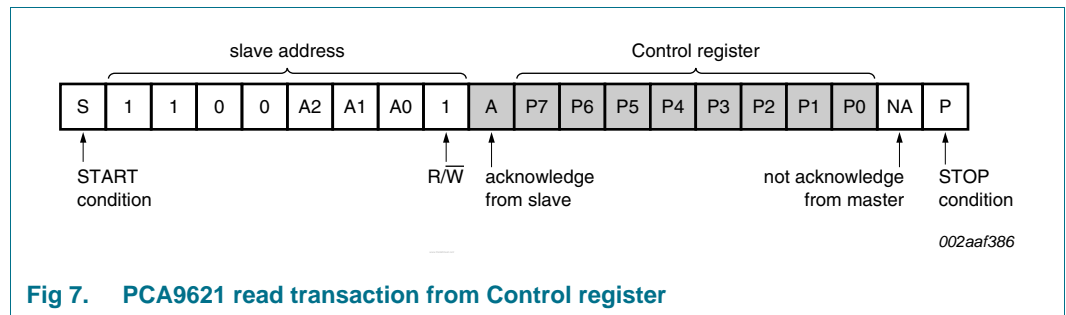 slave address Control register
S 1 1 0 0 A2 A1 A0 1 A P7 P6 P5 P4 P3 P2 P1 P0 NA P
START R/W̅ acknowledge not acknowledge STOP
condition from slave from master condition
002aaf386
Fig 7. PCA9621 read transaction from Control register